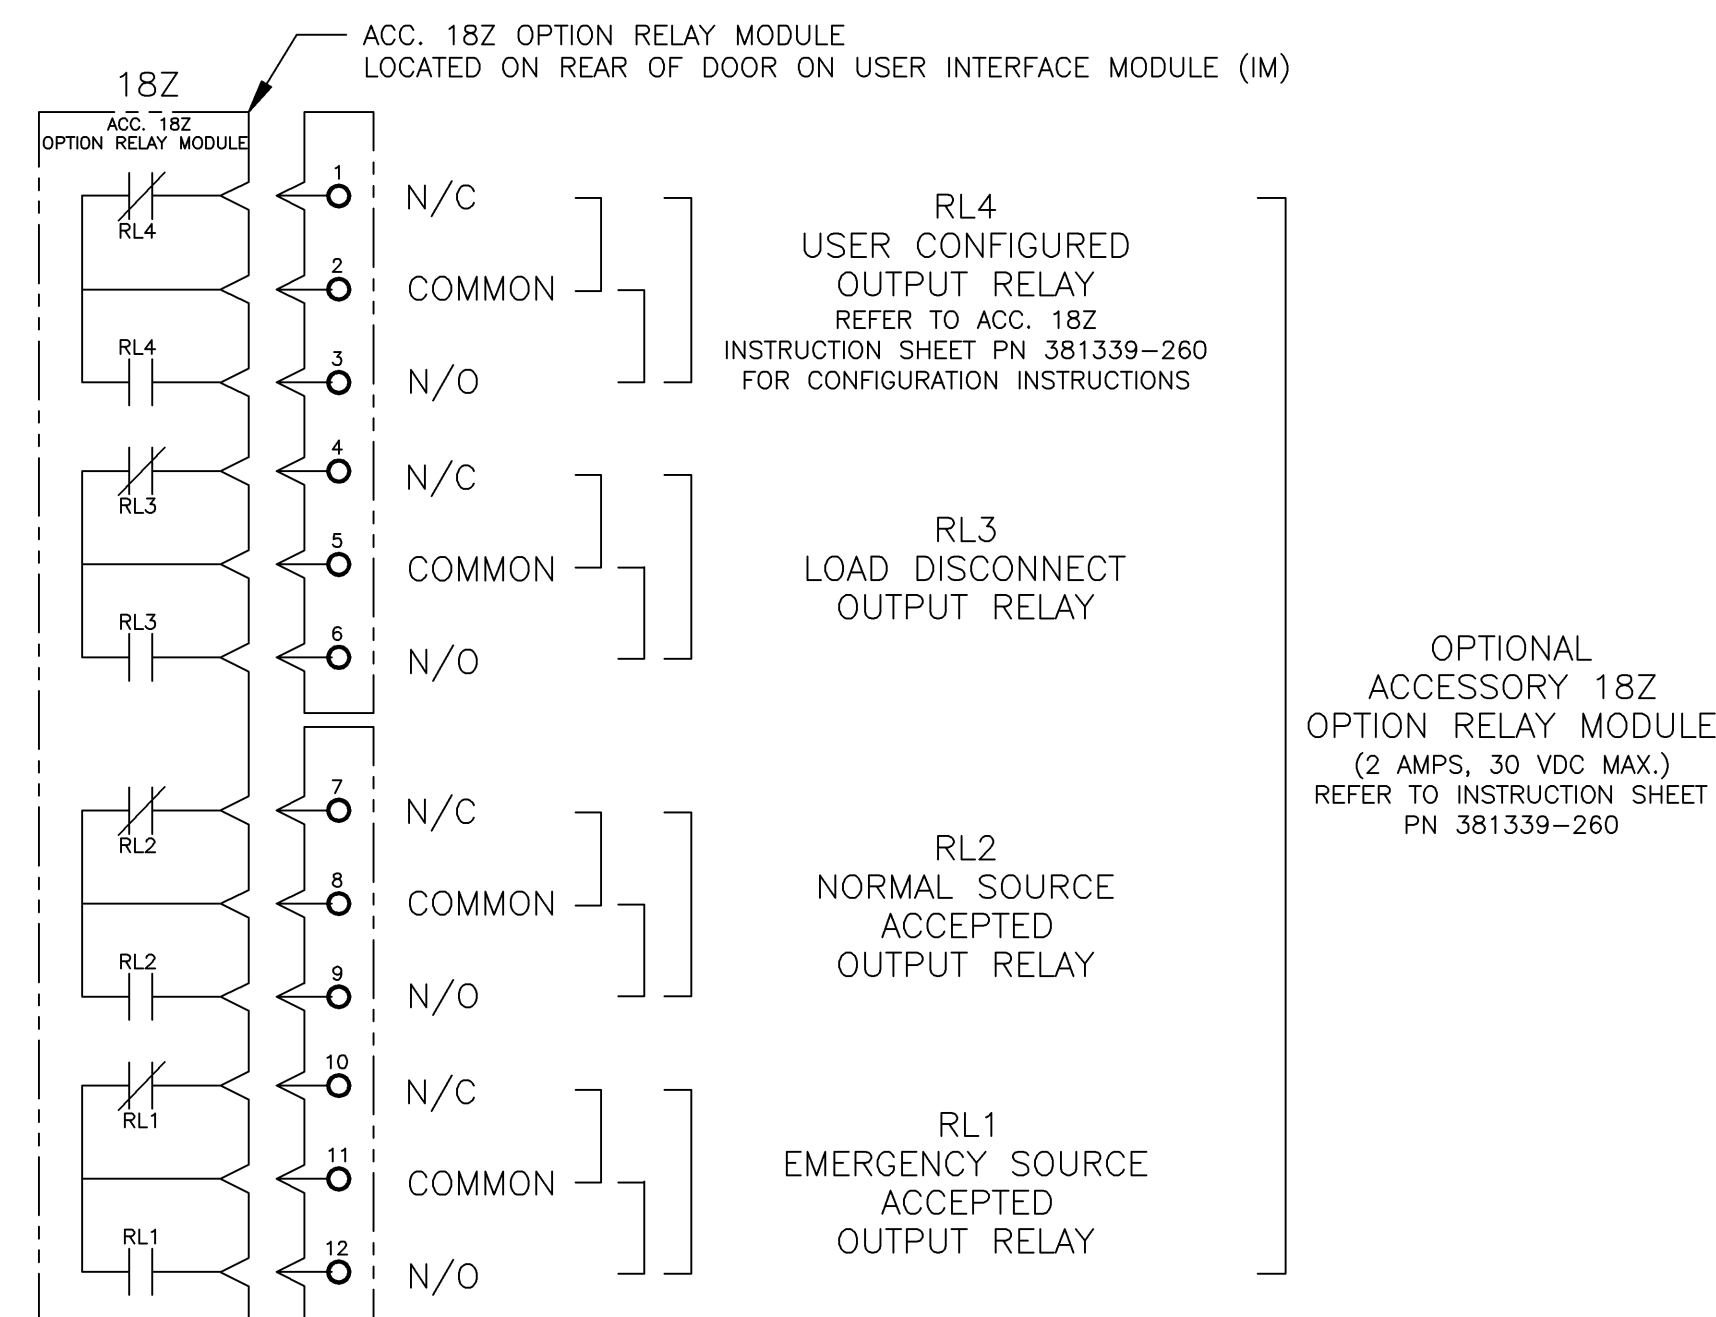 ACC. 18Z OPTION RELAY MODULE
LOCATED ON REAR OF DOOR ON USER INTERFACE MODULE (IM)
18Z
ACC. 18Z
OPTION RELAY MODULE
RL4
RL4
1
N/C
2
COMMON
3
N/O
RL4
USER CONFIGURED
OUTPUT RELAY
REFER TO ACC. 18Z
INSTRUCTION SHEET PN 381339-260
FOR CONFIGURATION INSTRUCTIONS
RL3
RL3
4
N/C
5
COMMON
6
N/O
RL3
LOAD DISCONNECT
OUTPUT RELAY
RL2
RL2
7
N/C
8
COMMON
9
N/O
RL2
NORMAL SOURCE
ACCEPTED
OUTPUT RELAY
RL1
RL1
10
N/C
11
COMMON
12
N/O
RL1
EMERGENCY SOURCE
ACCEPTED
OUTPUT RELAY
OPTIONAL
ACCESSORY 18Z
OPTION RELAY MODULE
(2 AMPS, 30 VDC MAX.)
REFER TO INSTRUCTION SHEET
PN 381339-260